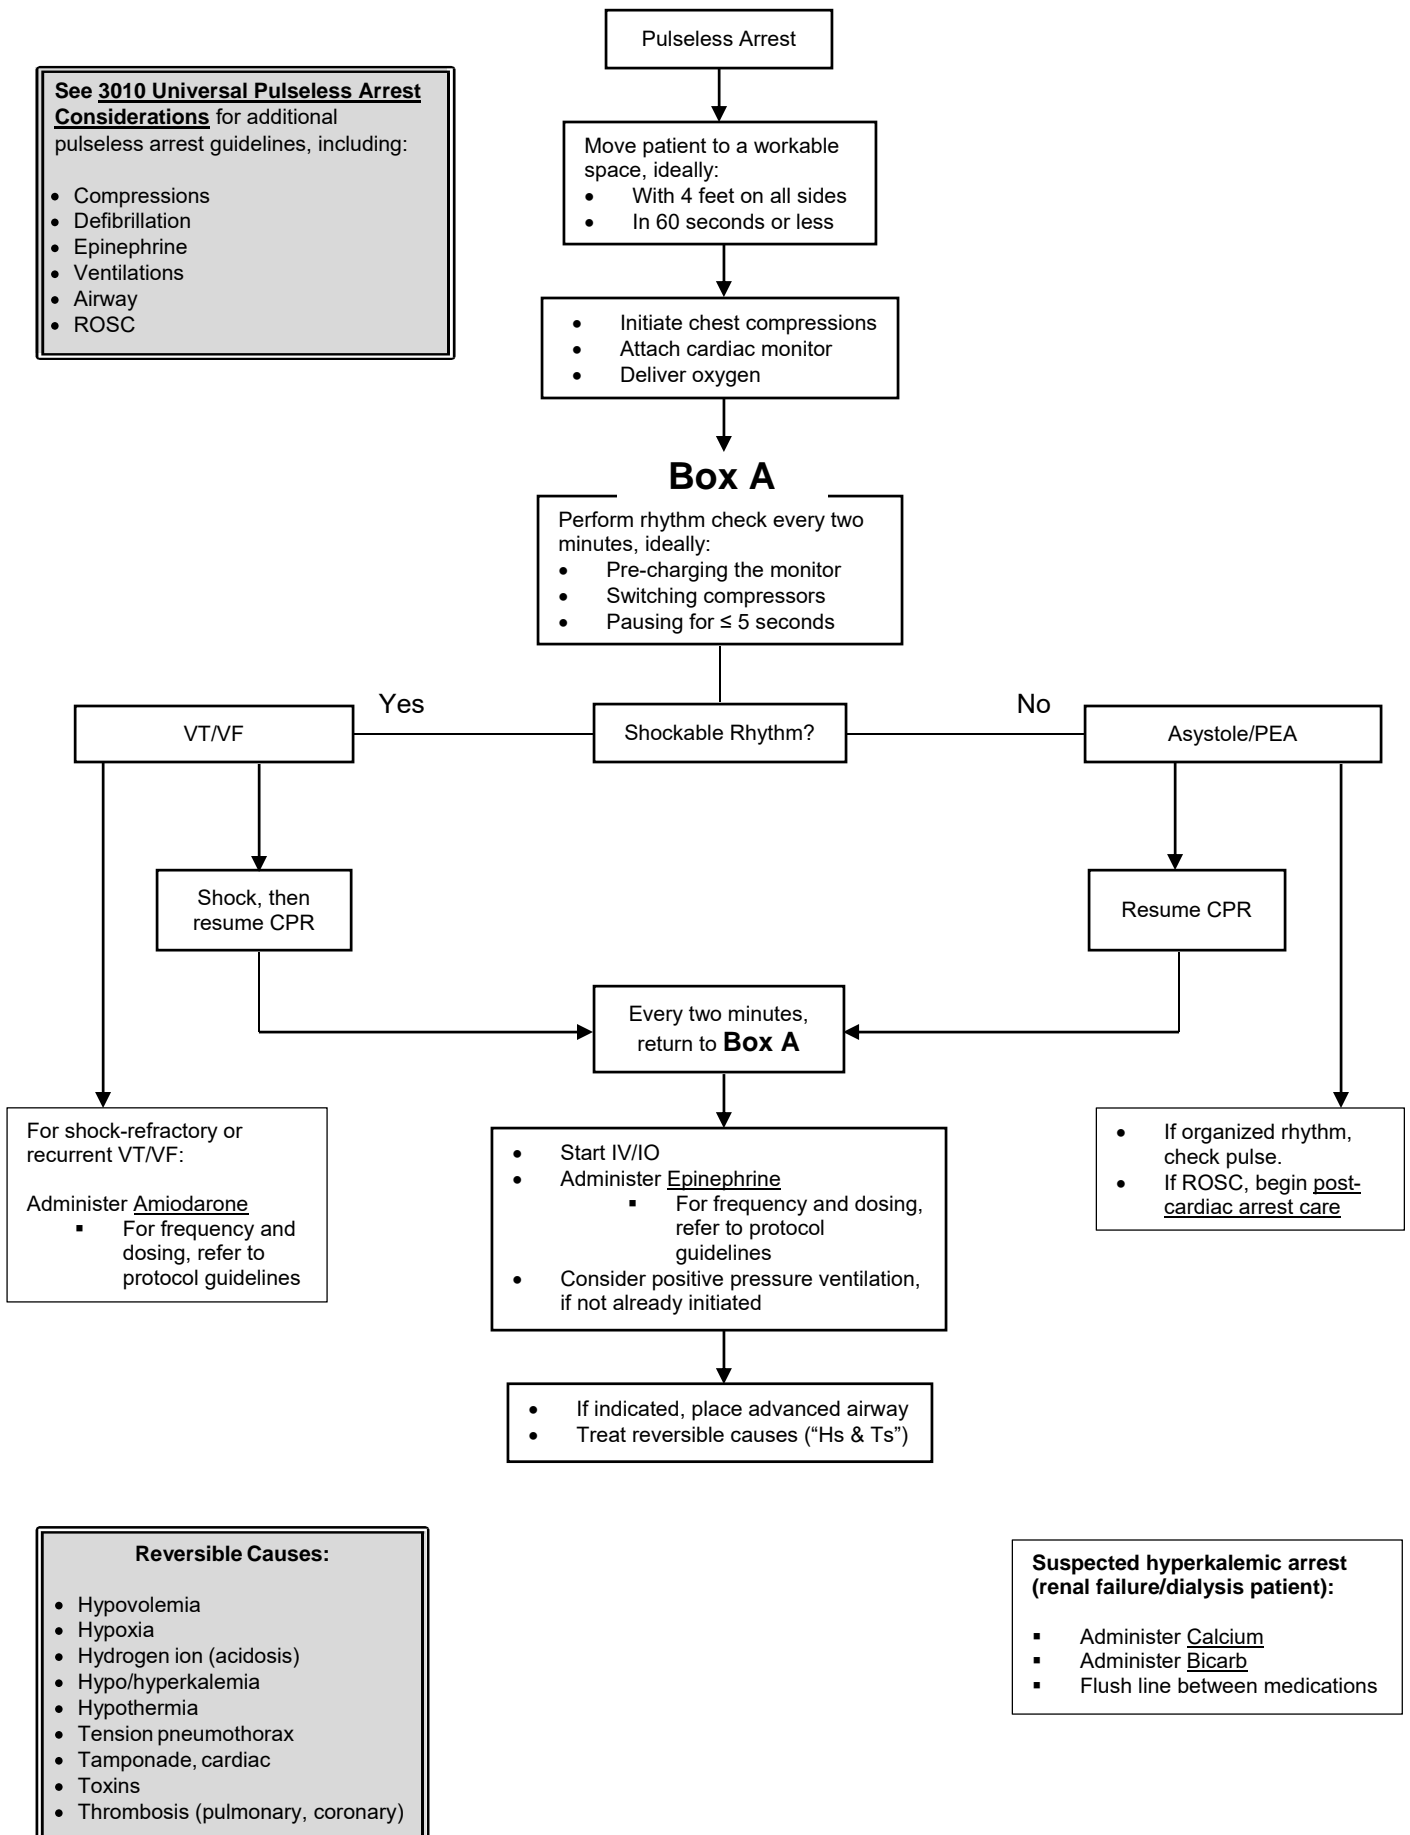 Pulseless Arrest
See 3010 Universal Pulseless Arrest
Considerations for additional
pulseless arrest guidelines, including:
• Compressions
• Defibrillation
• Epinephrine
• Ventilations
• Airway
• ROSC
Move patient to a workable
space, ideally:
• With 4 feet on all sides
• In 60 seconds or less
• Initiate chest compressions
• Attach cardiac monitor
• Deliver oxygen
Box A
Perform rhythm check every two
minutes, ideally:
• Pre-charging the monitor
• Switching compressors
• Pausing for ≤ 5 seconds
Yes
No
VT/VF
Shockable Rhythm?
Asystole/PEA
Shock, then
resume CPR
Resume CPR
Every two minutes,
return to Box A
For shock-refractory or
recurrent VT/VF:
Administer Amiodarone
▪ For frequency and
dosing, refer to
protocol guidelines
• Start IV/IO
• Administer Epinephrine
▪ For frequency and dosing,
refer to protocol
guidelines
• Consider positive pressure ventilation,
if not already initiated
• If organized rhythm,
check pulse.
• If ROSC, begin post-
cardiac arrest care
• If indicated, place advanced airway
• Treat reversible causes (“Hs & Ts”)
Reversible Causes:
• Hypovolemia
• Hypoxia
• Hydrogen ion (acidosis)
• Hypo/hyperkalemia
• Hypothermia
• Tension pneumothorax
• Tamponade, cardiac
• Toxins
• Thrombosis (pulmonary, coronary)
Suspected hyperkalemic arrest
(renal failure/dialysis patient):
▪ Administer Calcium
▪ Administer Bicarb
▪ Flush line between medications